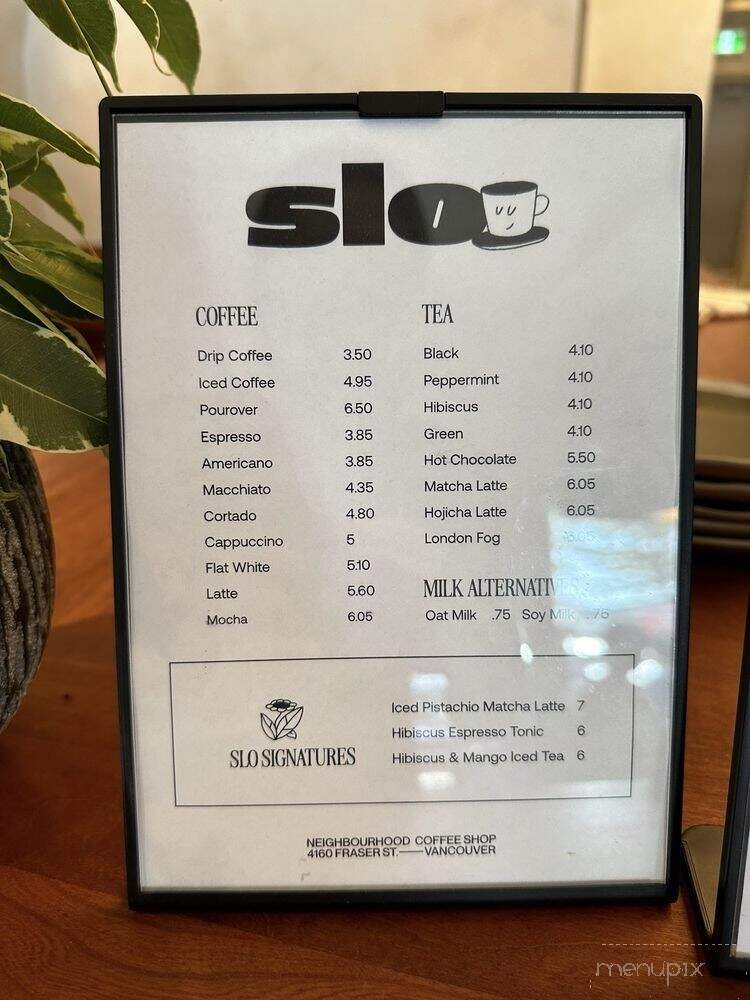 slo
COFFEE
Drip Coffee 3.50
Iced Coffee 4.95
Pourover 6.50
Espresso 3.85
Americano 3.85
Macchiato 4.35
Cortado 4.80
Cappuccino 5
Flat White 5.10
Latte 5.60
Mocha 6.05
TEA
Black 4.10
Peppermint 4.10
Hibiscus 4.10
Green 4.10
Hot Chocolate 5.50
Matcha Latte 6.05
Hojicha Latte 6.05
London Fog 6.05
MILK ALTERNATIVES
Oat Milk .75 Soy Milk .75
SLO SIGNATURES
Iced Pistachio Matcha Latte 7
Hibiscus Espresso Tonic 6
Hibiscus & Mango Iced Tea 6
NEIGHBOURHOOD COFFEE SHOP
4160 FRASER ST. — VANCOUVER
menupix